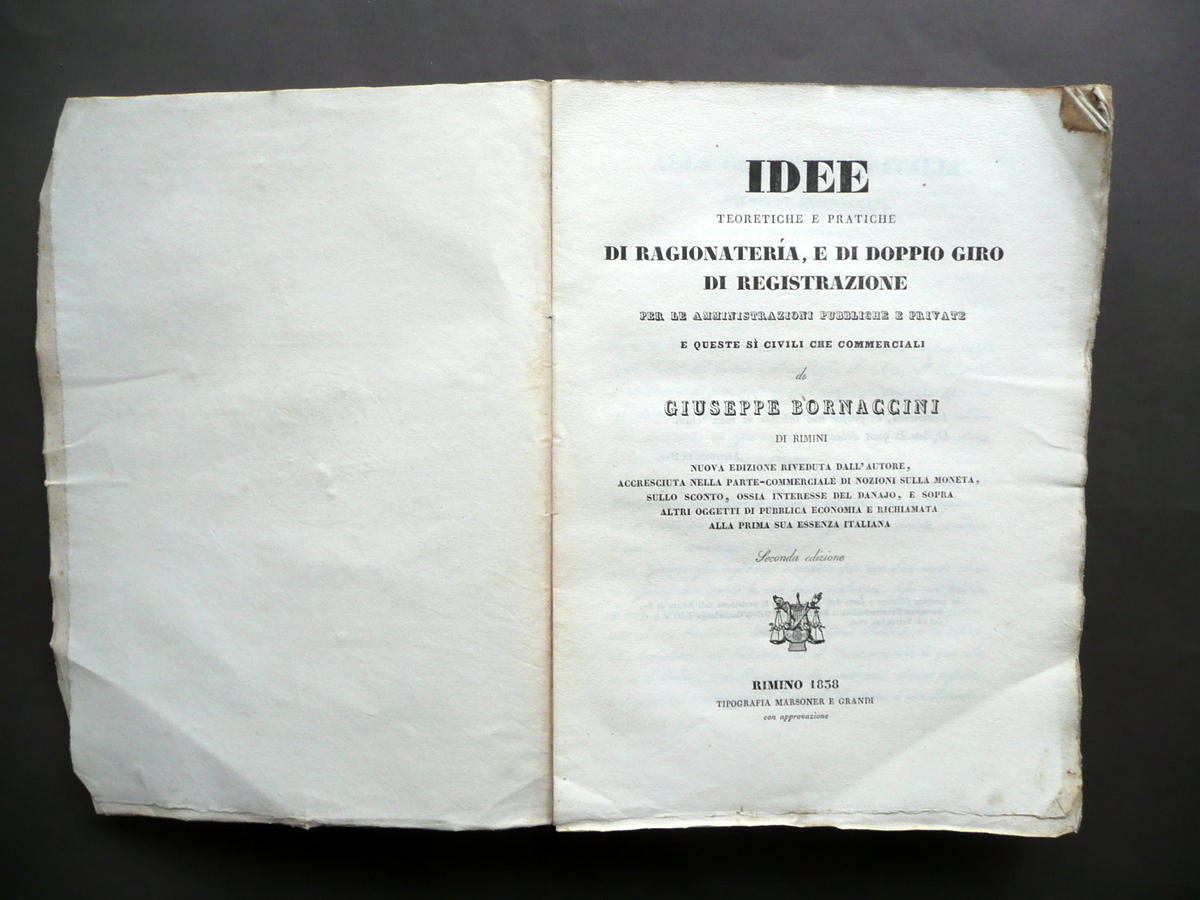 IDEE
TEORETICHE E PRATICHE
DI RAGIONATERÍA, E DI DOPPIO GIRO
DI REGISTRAZIONE
PER LE AMMINISTRAZIONI PUBBLICHE E PRIVATE
E QUESTE SÌ CIVILI CHE COMMERCIALI
di
GIUSEPPE BORNACCINI
DI RIMINI
NUOVA EDIZIONE RIVEDUTA DALL'AUTORE,
ACCRESCIUTA NELLA PARTE-COMMERCIALE DI NOZIONI SULLA MONETA,
SULLO SCONTO, OSSIA INTERESSE DEL DANAJO, E SOPRA
ALTRI OGGETTI DI PUBBLICA ECONOMIA E RICHIAMATA
ALLA PRIMA SUA ESSENZA ITALIANA
Seconda edizione
RIMINO 1838
TIPOGRAFIA MARSONER E GRANDI
con approvazione